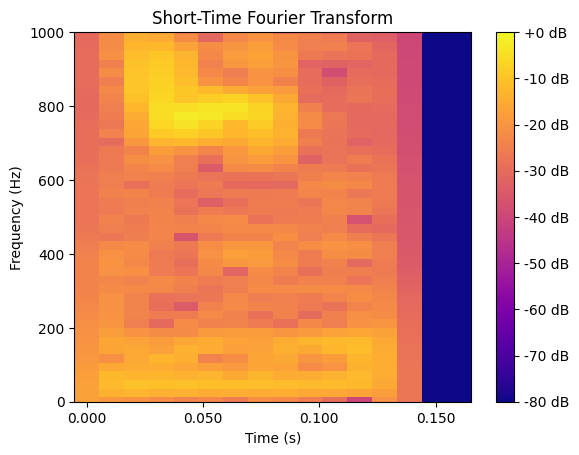 Short-Time Fourier Transform
1000
800
600
400
200
0
Frequency (Hz)
0.000
0.050
0.100
0.150
Time (s)
+0 dB
-10 dB
-20 dB
-30 dB
-40 dB
-50 dB
-60 dB
-70 dB
-80 dB